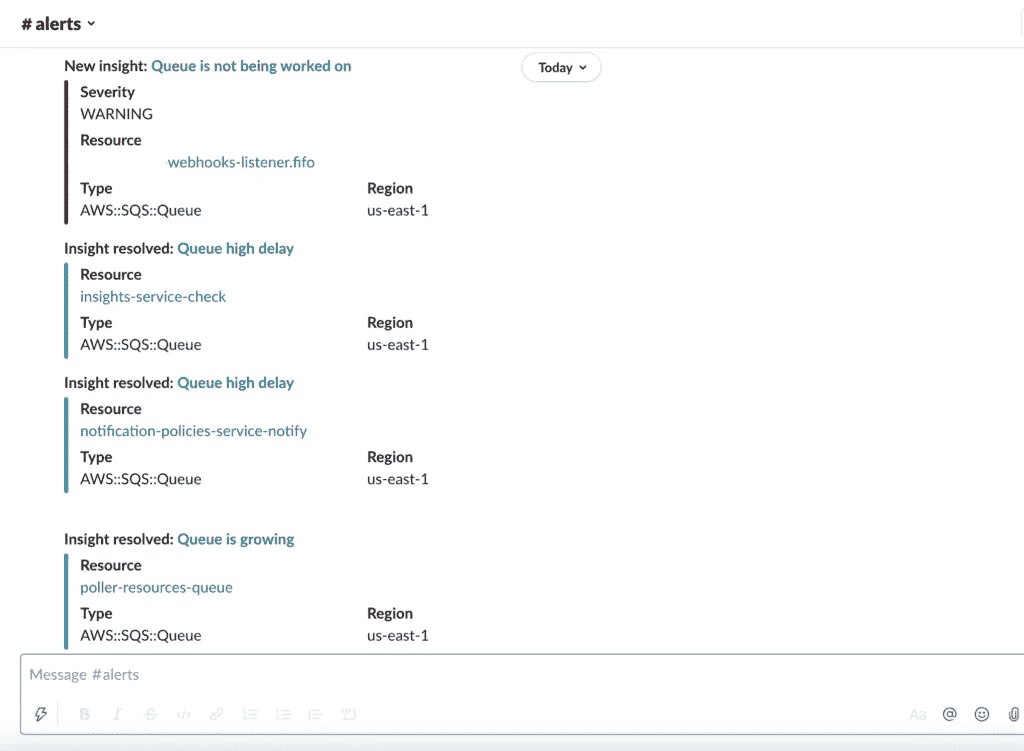 # alerts
Today
New insight: Queue is not being worked on
Severity
WARNING
Resource
-webhooks-listener.fifo
Type Region
AWS::SQS::Queue us-east-1
Insight resolved: Queue high delay
Resource
insights-service-check
Type Region
AWS::SQS::Queue us-east-1
Insight resolved: Queue high delay
Resource
notification-policies-service-notify
Type Region
AWS::SQS::Queue us-east-1
Insight resolved: Queue is growing
Resource
poller-resources-queue
Type Region
AWS::SQS::Queue us-east-1
Message #alerts
B I S </> Aa @